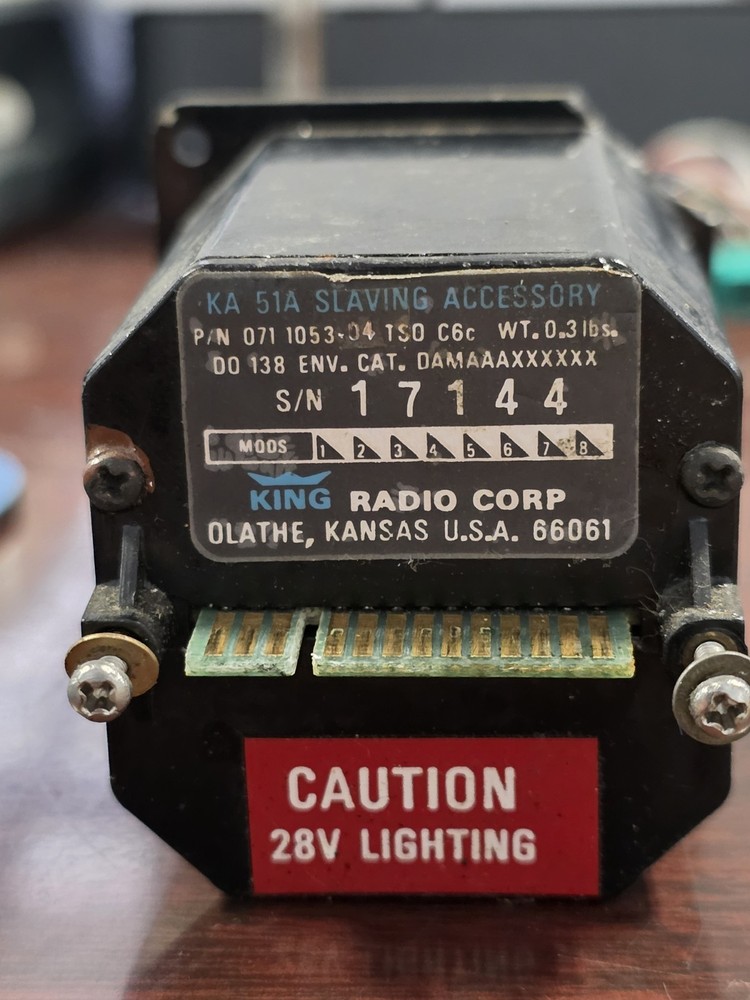 KA 51A SLAVING ACCESSORY
P/N 071 1053-04 TSO C6c WT. 0.3 lbs.
DO 138 ENV. CAT. DAMAAAXXXXXX
S/N 17144
MODS 1 2 3 4 5 6 7 8
KING RADIO CORP
OLATHE, KANSAS U.S.A. 66061
CAUTION
28V LIGHTING